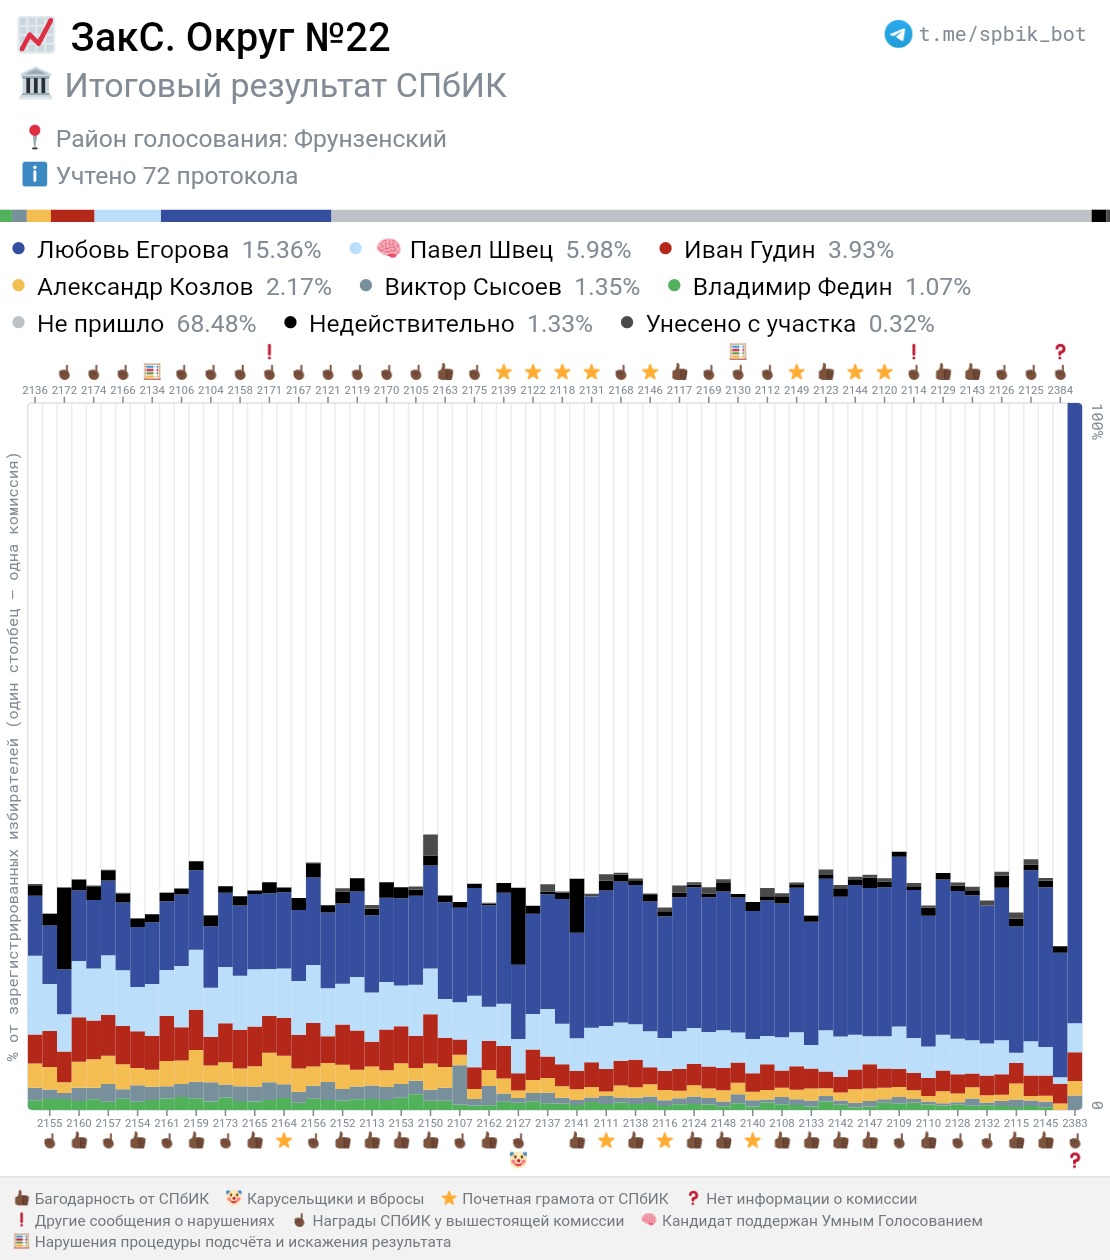 ЗакС. Округ №22
t.me/spbik_bot
Итоговый результат СПбИК
Район голосования: Фрунзенский
Учтено 72 протокола
Любовь Егорова 15.36% Павел Швец 5.98% Иван Гудин 3.93%
Александр Козлов 2.17% Виктор Сысоев 1.35% Владимир Федин 1.07%
Не пришло 68.48% Недействительно 1.33% Унесено с участка 0.32%
2136 2172 2174 2166 2134 2106 2104 2158 2171 2167 2121 2119 2170 2105 2163 2175 2139 2122 2118 2131 2168 2146 2117 2169 2130 2112 2149 2123 2144 2120 2114 2129 2143 2126 2125 2384
100%
% от зарегистрированных избирателей (один столбец – одна комиссия)
0
2155 2160 2157 2154 2161 2159 2173 2165 2164 2156 2152 2113 2153 2150 2107 2162 2127 2137 2141 2111 2138 2116 2124 2148 2140 2108 2133 2142 2147 2109 2110 2128 2132 2115 2145 2383
Багодарность от СПбИК Карусельщики и вбросы Почетная грамота от СПбИК Нет информации о комиссии
Другие сообщения о нарушениях Награды СПбИК у вышестоящей комиссии Кандидат поддержан Умным Голосованием
Нарушения процедуры подсчёта и искажения результата